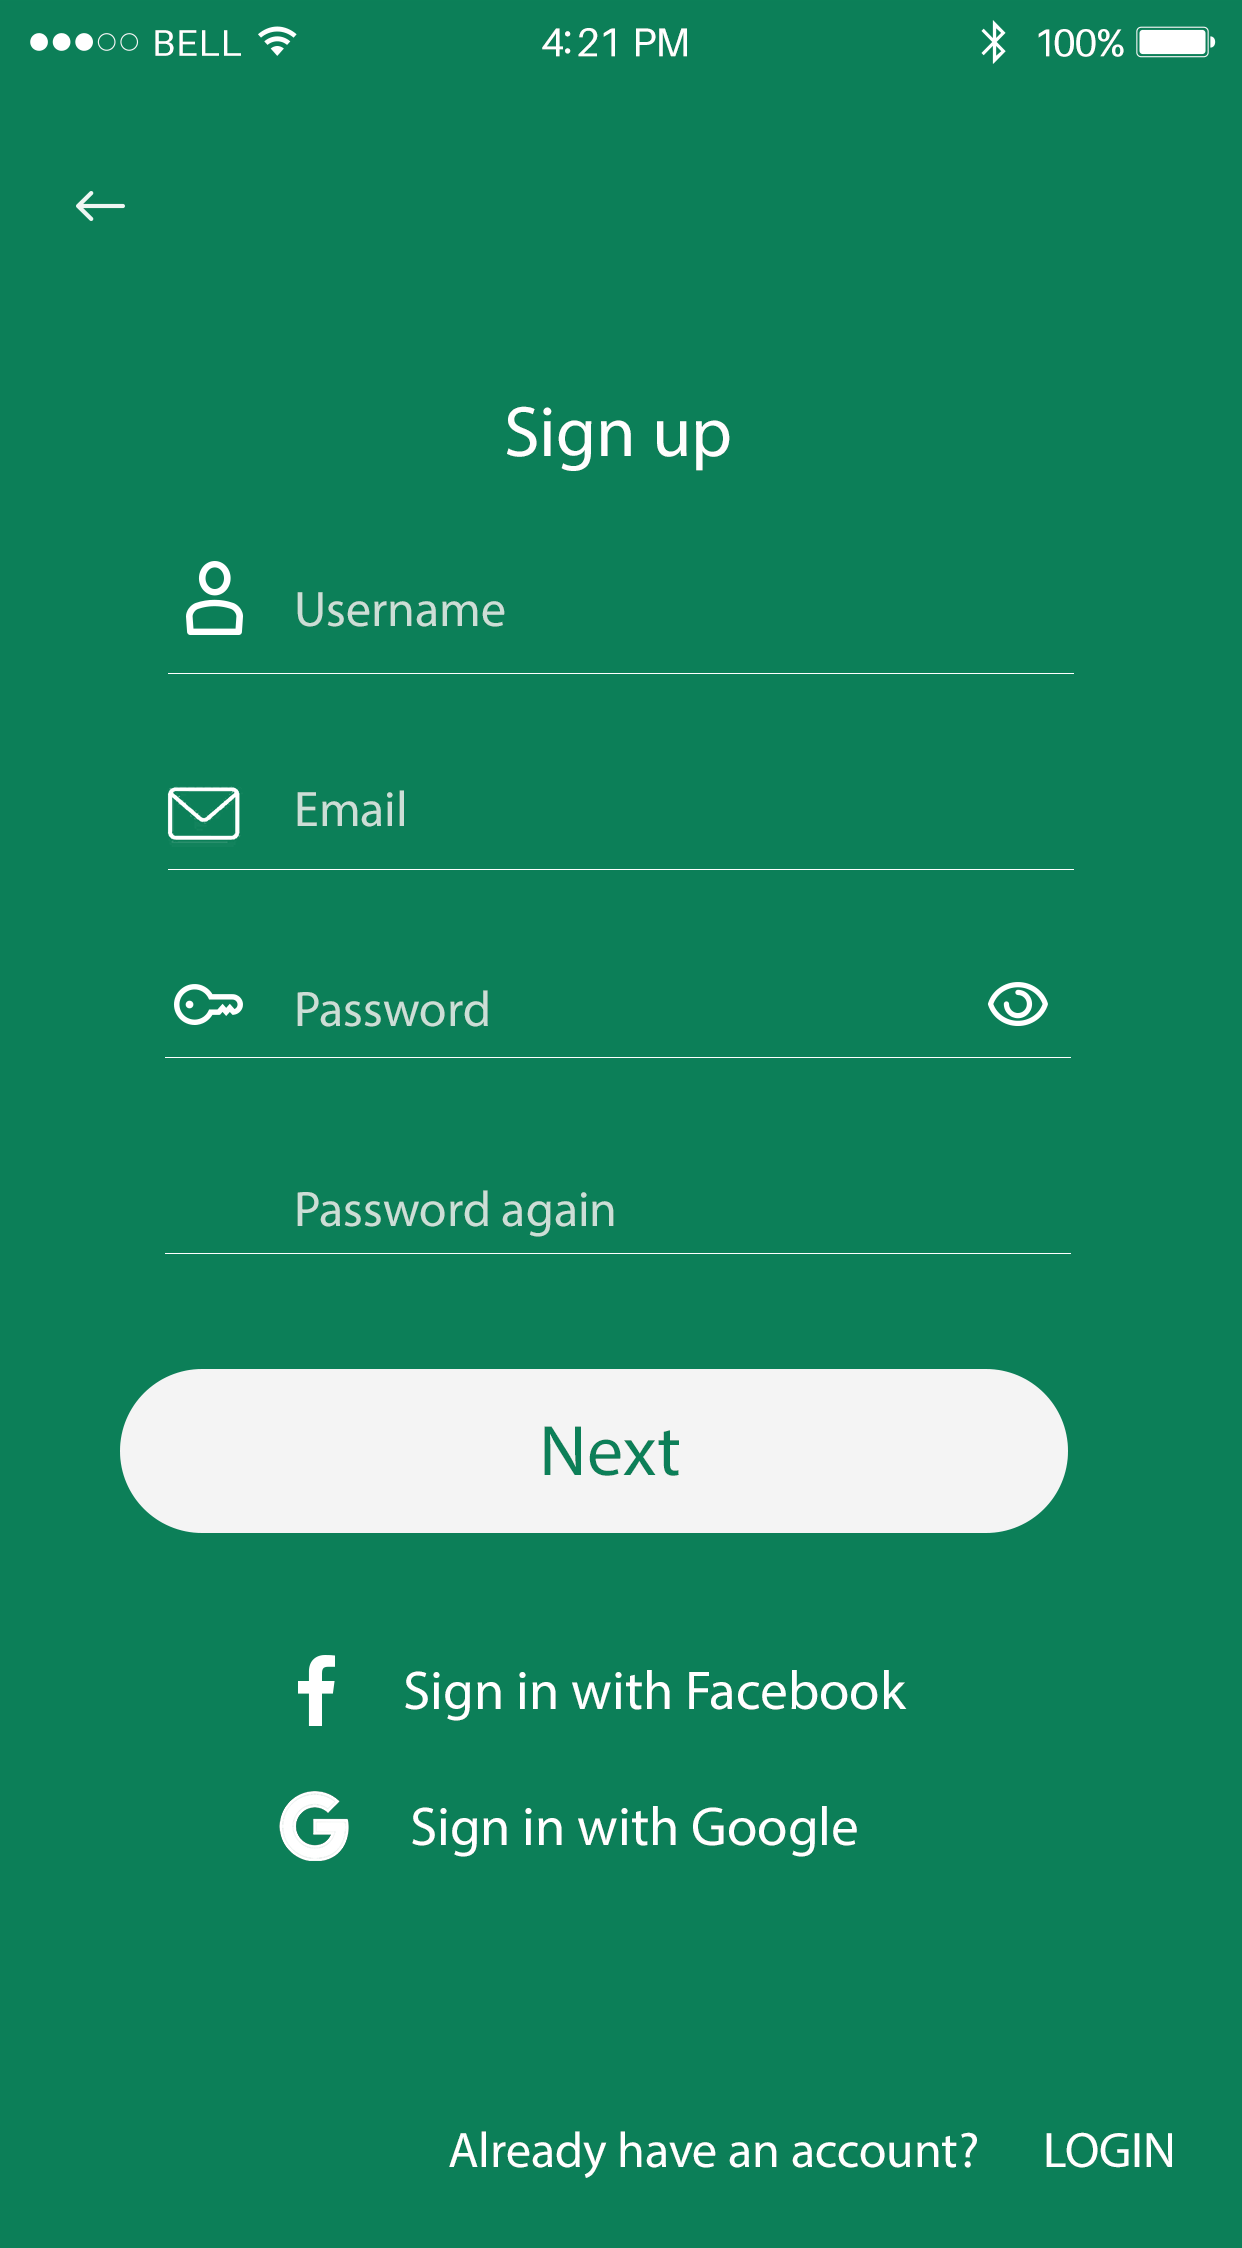 BELL 4:21 PM 100%
Sign up
Username
Email
Password
Password again
Next
Sign in with Facebook
Sign in with Google
Already have an account? LOGIN